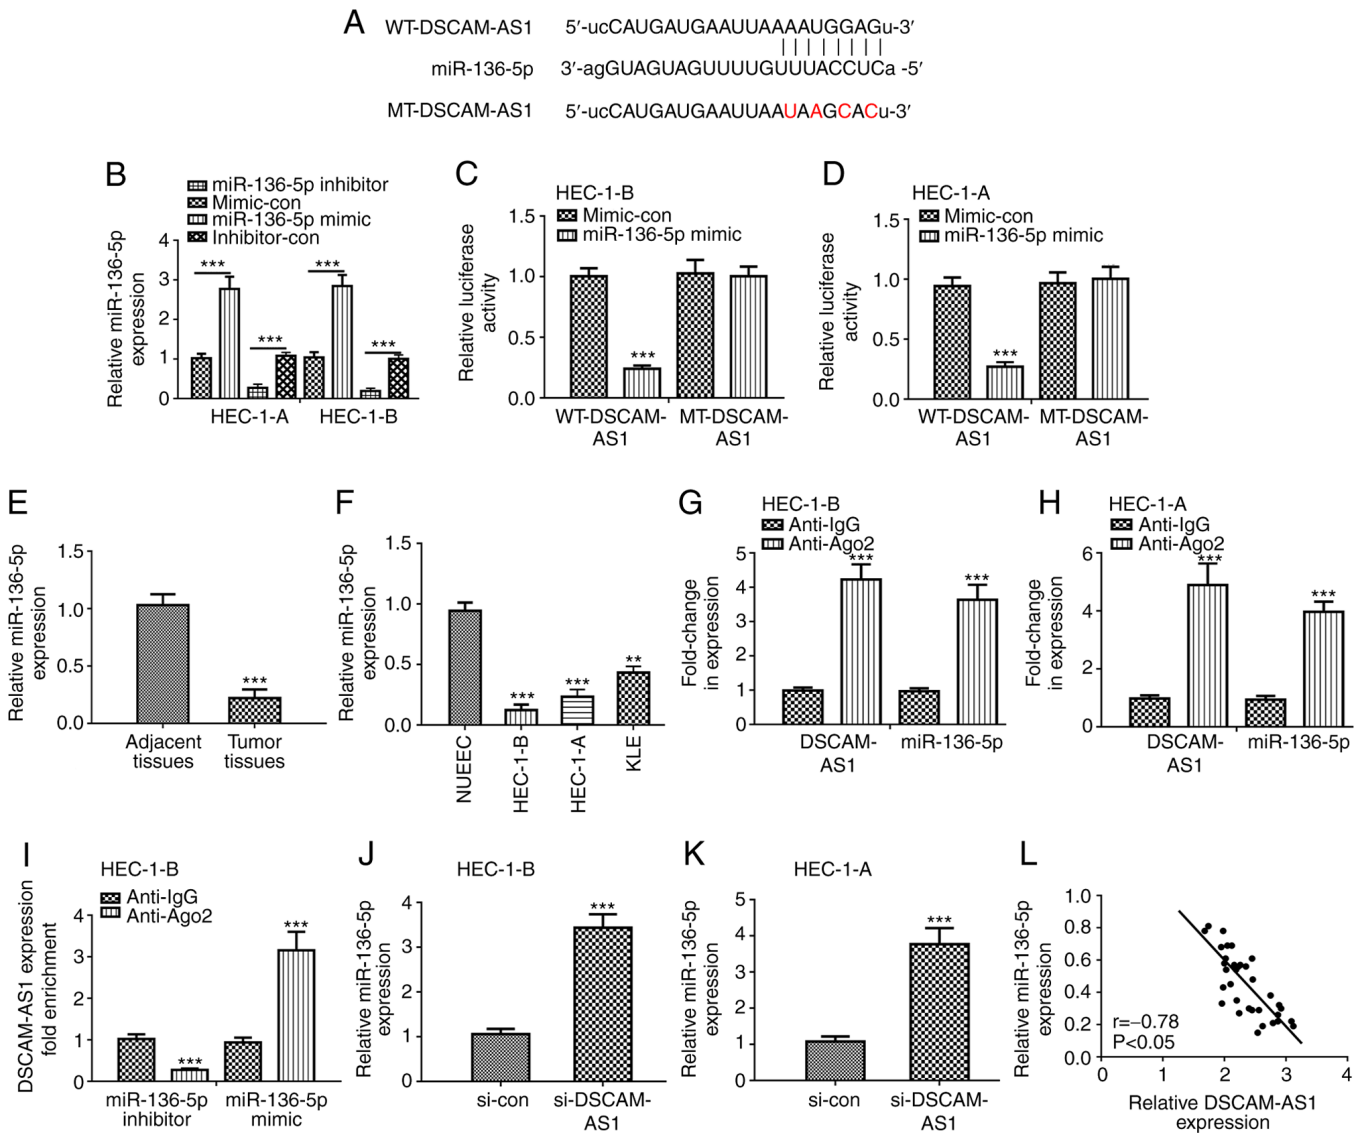 A
WT-DSCAM-AS1 5′-ucCAUGAUGAAUUAAAAUGGAGu-3′
miR-136-5p 3′-agGUAGUAGUUUUGUUUACCUCa -5′
MT-DSCAM-AS1 5′-ucCAUGAUGAAUUAAUAAGCACu-3′
B
miR-136-5p inhibitor
Mimic-con
miR-136-5p mimic
Inhibitor-con
Relative miR-136-5p
expression
4
3
2
1
0
*** *** *** ***
HEC-1-A HEC-1-B
C
HEC-1-B
Mimic-con
miR-136-5p mimic
Relative luciferase
activity
1.5
1.0
0.5
0.0
***
WT-DSCAM-
AS1
MT-DSCAM-
AS1
D
HEC-1-A
Mimic-con
miR-136-5p mimic
Relative luciferase
activity
1.5
1.0
0.5
0.0
***
WT-DSCAM-
AS1
MT-DSCAM-
AS1
E
Relative miR-136-5p
expression
1.5
1.0
0.5
0.0
***
Adjacent
tissues
Tumor
tissues
F
Relative miR-136-5p
expression
1.5
1.0
0.5
0.0
*** *** **
NUEEC
HEC-1-B
HEC-1-A
KLE
G
HEC-1-B
Anti-IgG
Anti-Ago2
Fold-change
in expression
5
4
3
2
1
0
*** ***
DSCAM-
AS1
miR-136-5p
H
HEC-1-A
Anti-IgG
Anti-Ago2
Fold-change
in expression
6
4
2
0
*** ***
DSCAM-
AS1
miR-136-5p
I
HEC-1-B
Anti-IgG
Anti-Ago2
DSCAM-AS1 expression
fold enrichment
4
3
2
1
0
*** ***
miR-136-5p
inhibitor
miR-136-5p
mimic
J
HEC-1-B
Relative miR-136-5p
expression
4
3
2
1
0
***
si-con
si-DSCAM-
AS1
K
HEC-1-A
Relative miR-136-5p
expression
5
4
3
2
1
0
***
si-con
si-DSCAM-
AS1
L
Relative miR-136-5p
expression
1.0
0.8
0.6
0.4
0.2
0.0
r=−0.78
P<0.05
0 1 2 3 4
Relative DSCAM-AS1
expression